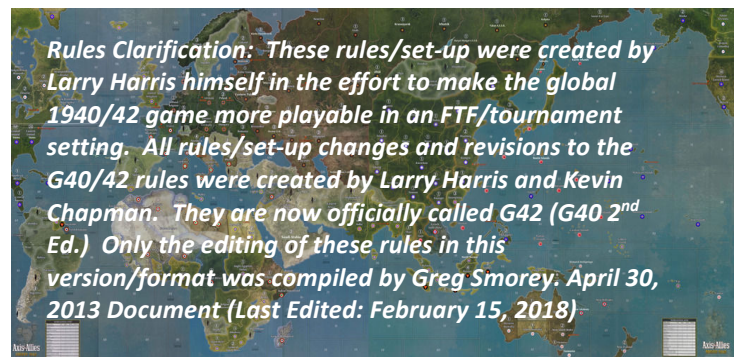 Rules Clarification:  These rules/set-up were created by
Larry Harris himself in the effort to make the global
1940/42 game more playable in an FTF/tournament
setting.  All rules/set-up changes and revisions to the
G40/42 rules were created by Larry Harris and Kevin
Chapman.  They are now officially called G42 (G40 2nd
Ed.)  Only the editing of these rules in this
version/format was compiled by Greg Smorey. April 30,
2013 Document (Last Edited: February 15, 2018)
Axis & Allies
Axis & Allies